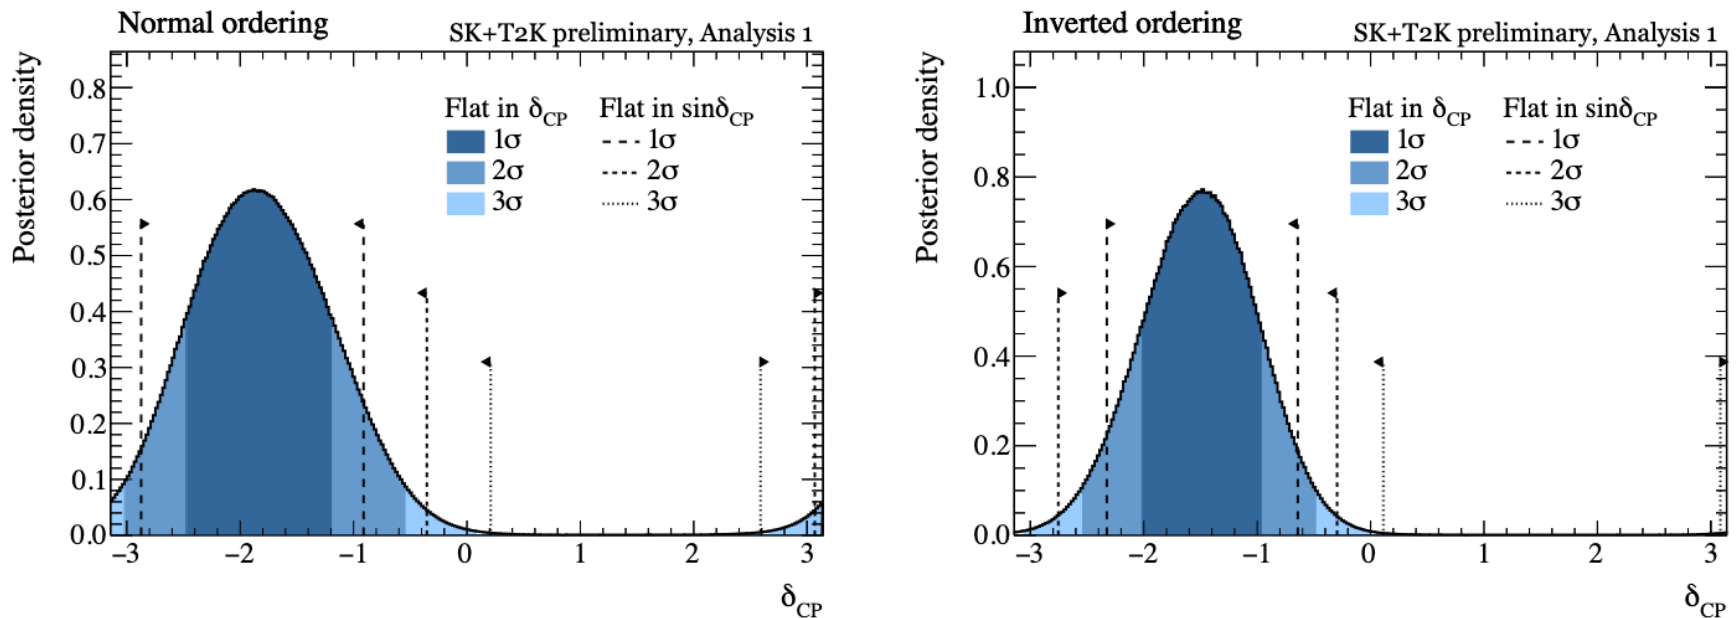 Normal ordering
SK+T2K preliminary, Analysis 1
Posterior density
0.8
0.7
0.6
0.5
0.4
0.3
0.2
0.1
0.0
Flat in δCP
1σ
2σ
3σ
Flat in sinδCP
1σ
2σ
3σ
−3
−2
−1
0
1
2
3
δCP
Inverted ordering
SK+T2K preliminary, Analysis 1
Posterior density
1.0
0.8
0.6
0.4
0.2
0.0
Flat in δCP
1σ
2σ
3σ
Flat in sinδCP
1σ
2σ
3σ
−3
−2
−1
0
1
2
3
δCP